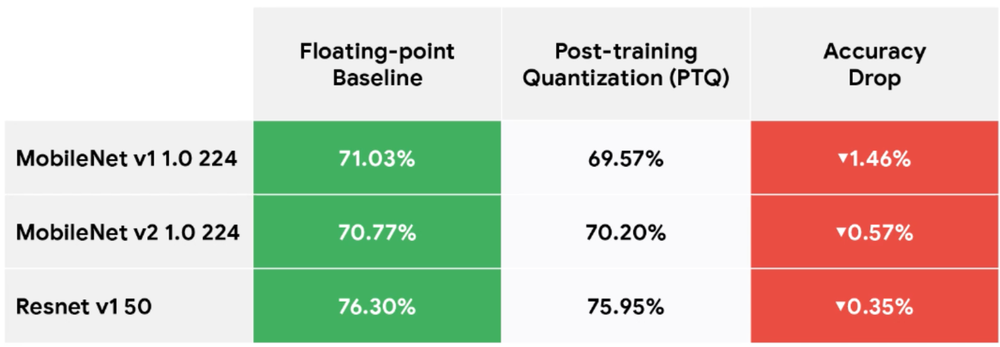 Floating-point
Baseline
Post-training
Quantization (PTQ)
Accuracy
Drop
MobileNet v1 1.0 224
71.03%
69.57%
▼1.46%
MobileNet v2 1.0 224
70.77%
70.20%
▼0.57%
Resnet v1 50
76.30%
75.95%
▼0.35%